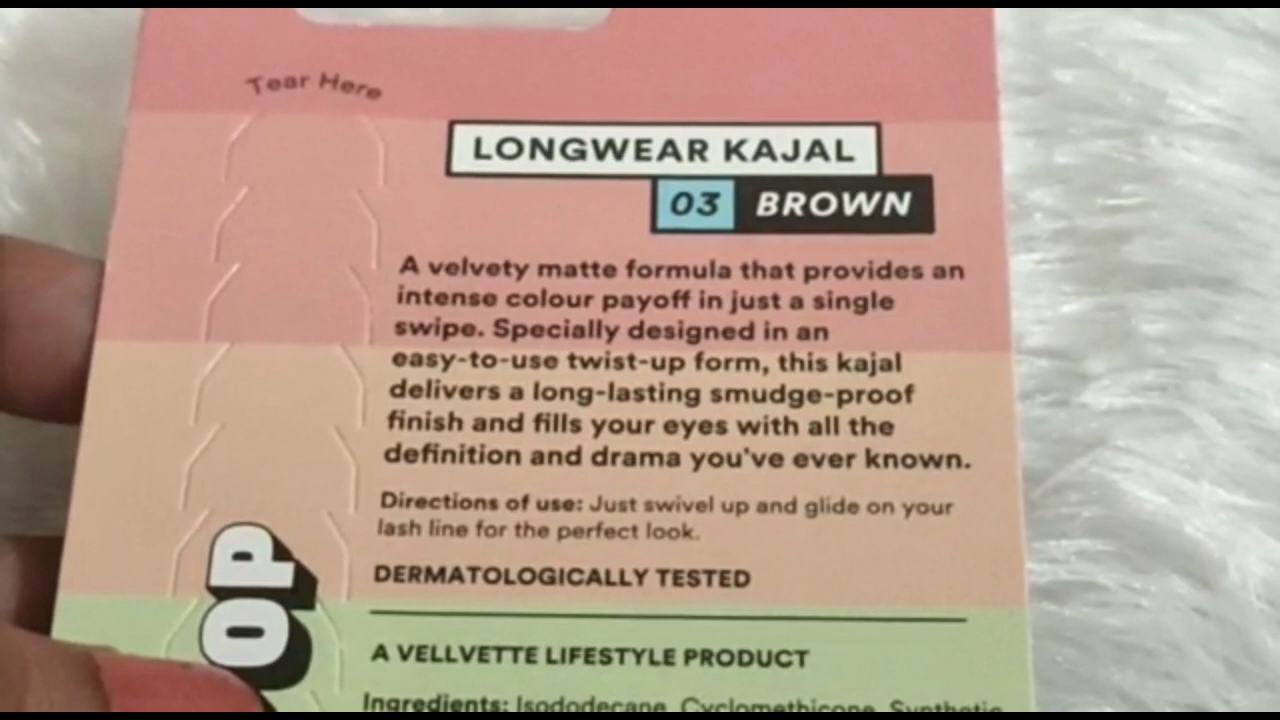 Tear Here
LONGWEAR KAJAL
03 BROWN
A velvety matte formula that provides an
intense colour payoff in just a single
swipe. Specially designed in an
easy-to-use twist-up form, this kajal
delivers a long-lasting smudge-proof
finish and fills your eyes with all the
definition and drama you've ever known.
Directions of use: Just swivel up and glide on your
lash line for the perfect look.
DERMATOLOGICALLY TESTED
OP
A VELLVETTE LIFESTYLE PRODUCT
Ingredients: Isododecane, Cyclomethicone, Synthetic